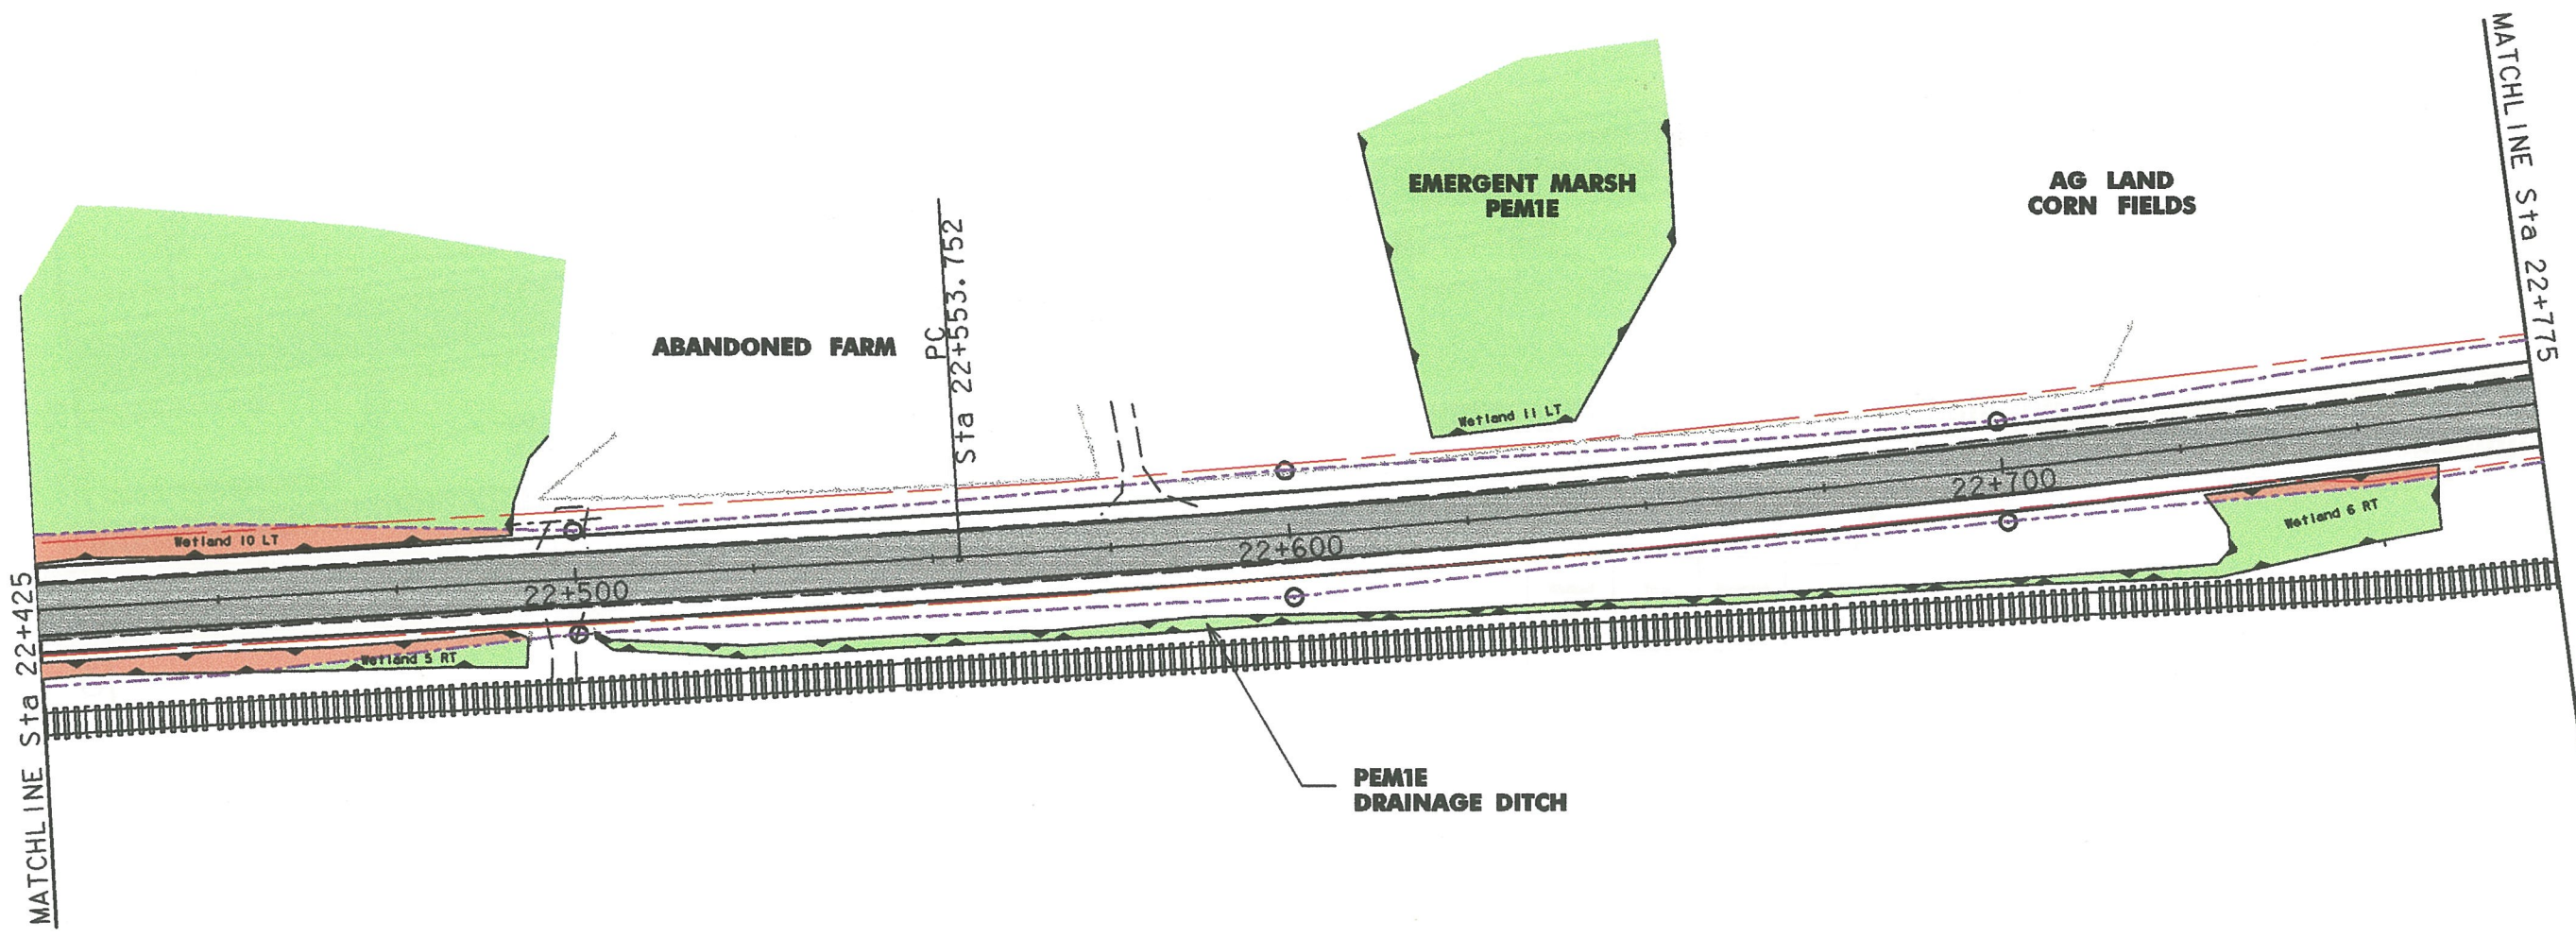 MATCHLINE Sta 22+775
EMERGENT MARSH
PEM1E
AG LAND
CORN FIELDS
ABANDONED FARM
PC
Sta 22+553.752
Wetland 11 LT
Wetland 10 LT
22+700
Wetland 6 RT
22+600
22+500
Wetland 5 RT
MATCHLINE Sta 22+425
PEM1E
DRAINAGE DITCH